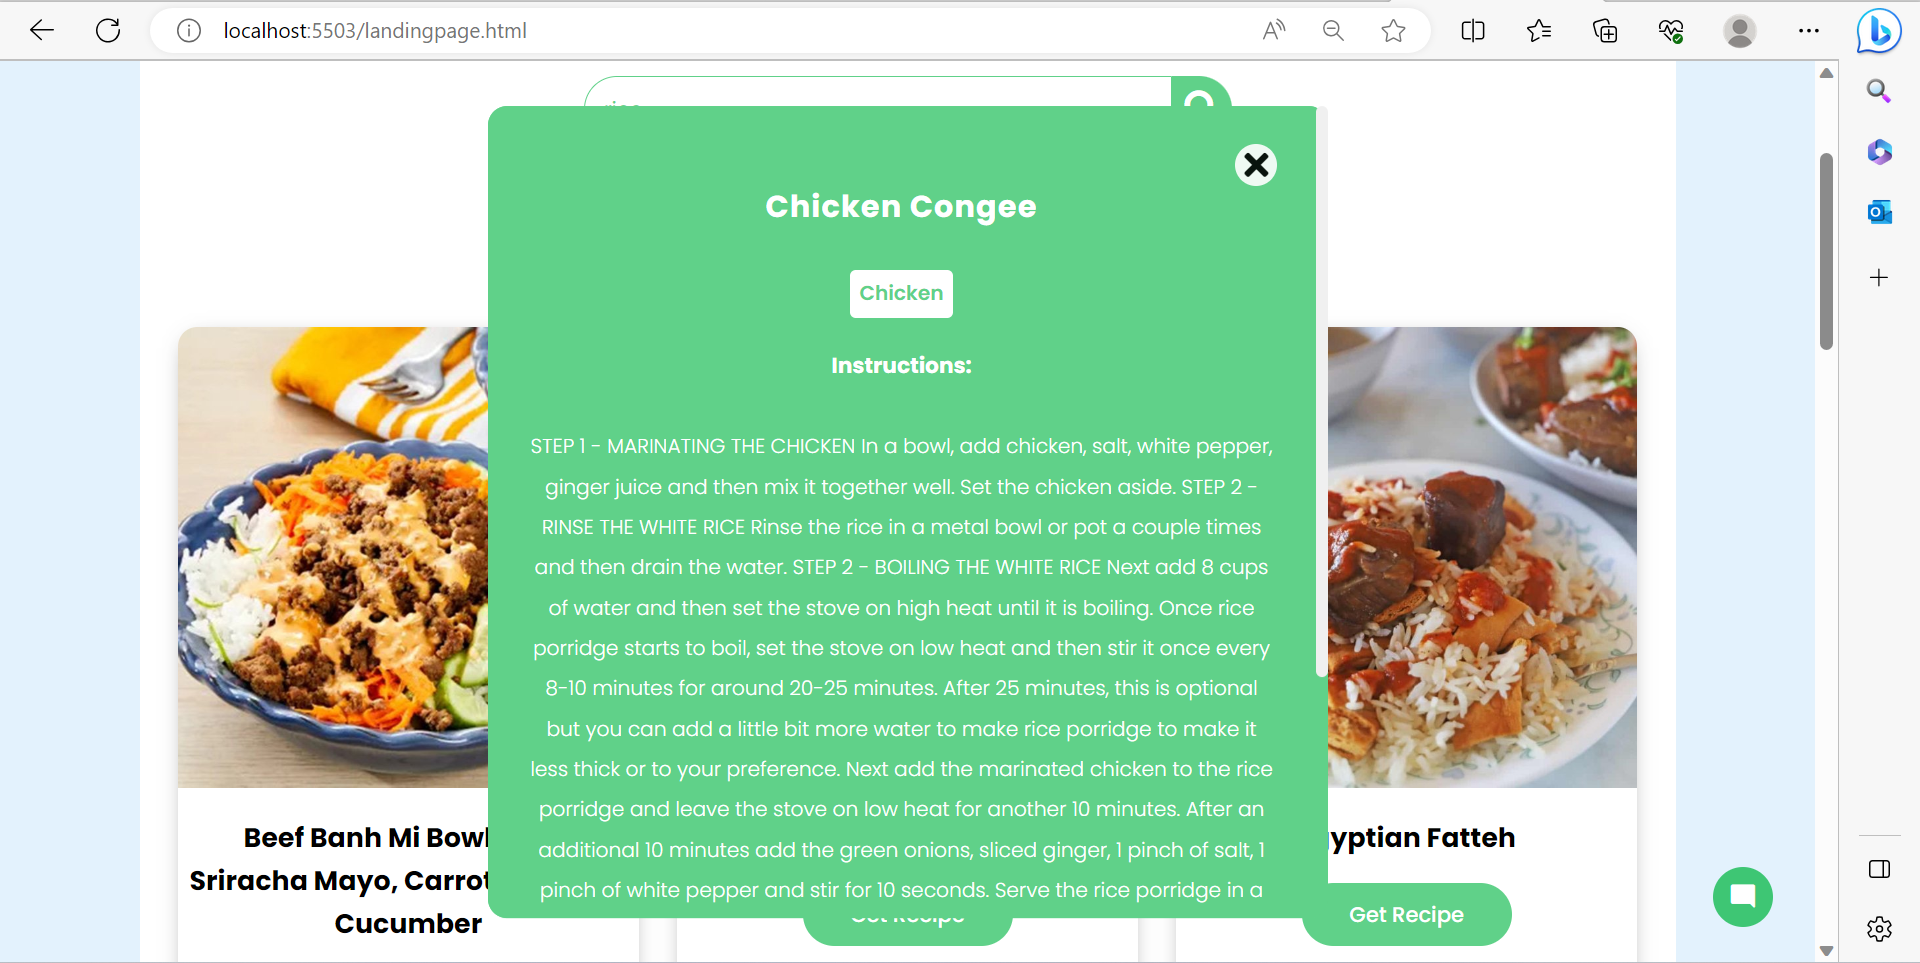 localhost:5503/landingpage.html
Chicken Congee
Chicken
Instructions:
STEP 1 - MARINATING THE CHICKEN In a bowl, add chicken, salt, white pepper,
ginger juice and then mix it together well. Set the chicken aside. STEP 2 -
RINSE THE WHITE RICE Rinse the rice in a metal bowl or pot a couple times
and then drain the water. STEP 2 - BOILING THE WHITE RICE Next add 8 cups
of water and then set the stove on high heat until it is boiling. Once rice
porridge starts to boil, set the stove on low heat and then stir it once every
8-10 minutes for around 20-25 minutes. After 25 minutes, this is optional
but you can add a little bit more water to make rice porridge to make it
less thick or to your preference. Next add the marinated chicken to the rice
porridge and leave the stove on low heat for another 10 minutes. After an
additional 10 minutes add the green onions, sliced ginger, 1 pinch of salt, 1
pinch of white pepper and stir for 10 seconds. Serve the rice porridge in a
Beef Banh Mi Bowl
Sriracha Mayo, Carrot
Cucumber
Get Recipe
yptian Fatteh
Get Recipe